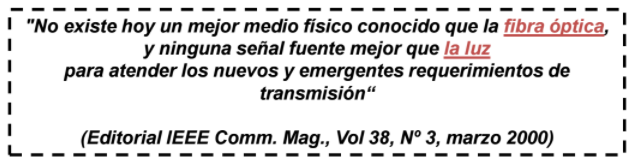 "No existe hoy un mejor medio físico conocido que la fibra óptica,
y ninguna señal fuente mejor que la luz
para atender los nuevos y emergentes requerimientos de
transmisión“
(Editorial IEEE Comm. Mag., Vol 38, Nº 3, marzo 2000)